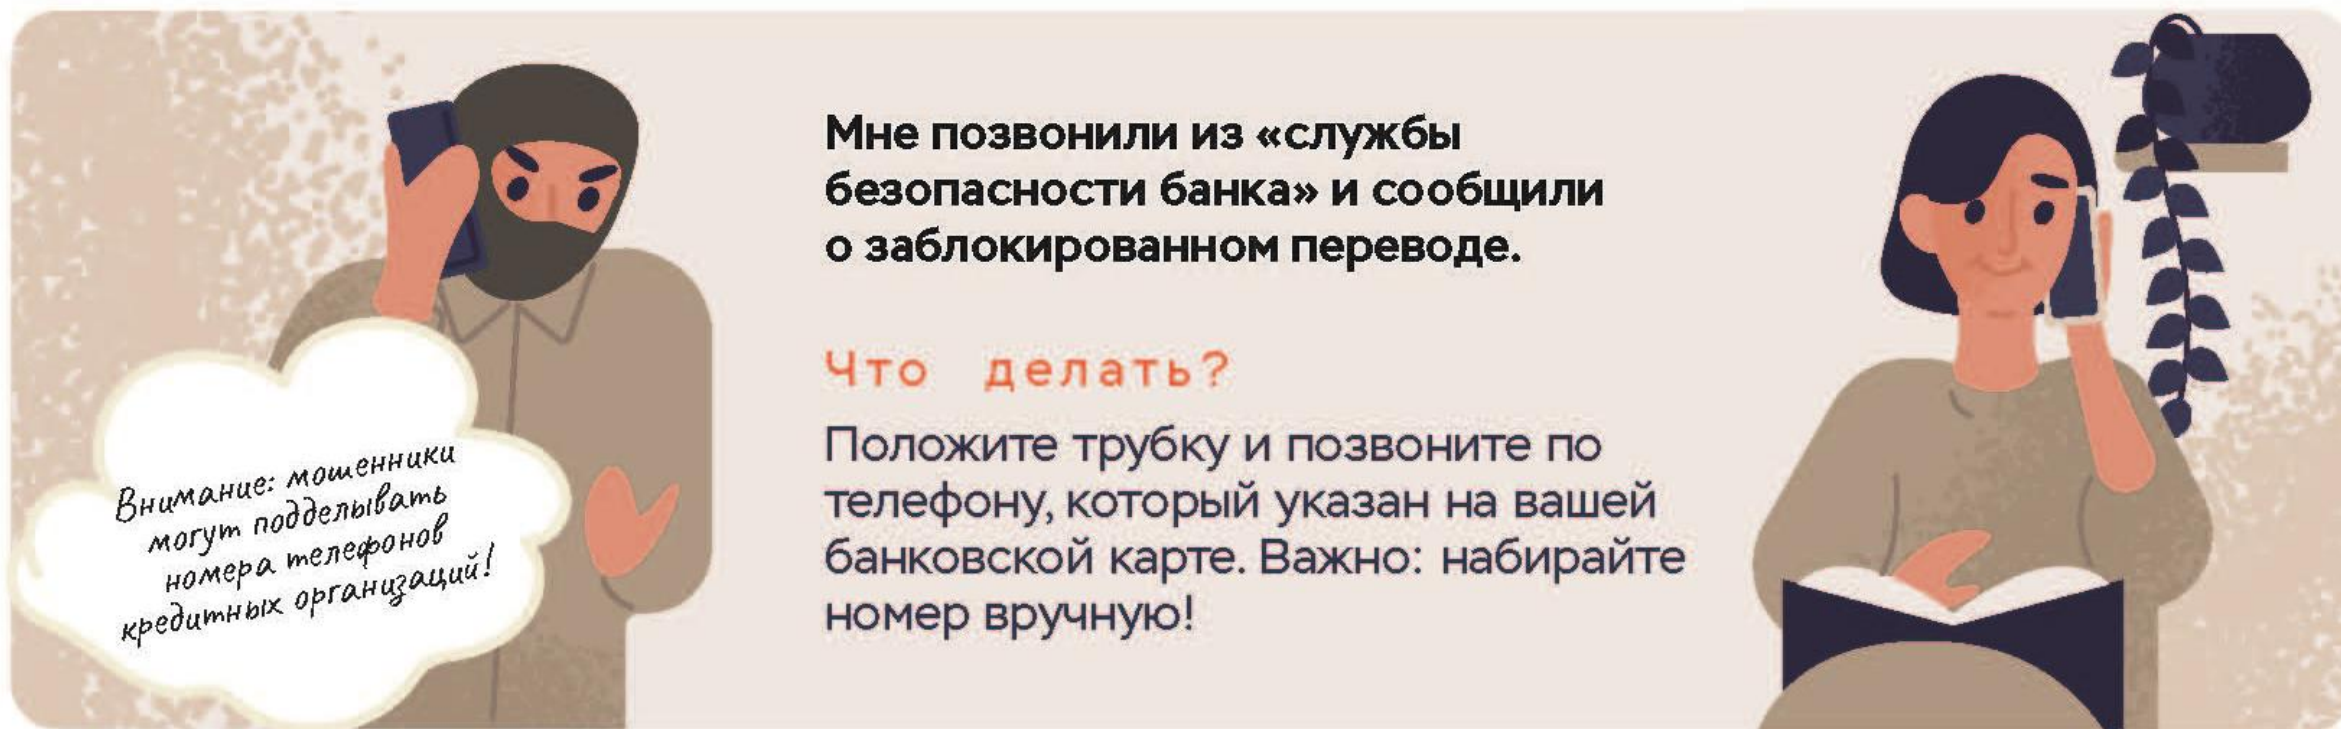 Мне позвонили из «службы
безопасности банка» и сообщили
о заблокированном переводе.
Что делать?
Положите трубку и позвоните по
телефону, который указан на вашей
банковской карте. Важно: набирайте
номер вручную!
Внимание: мошенники
могут подделывать
номера телефонов
кредитных организаций!